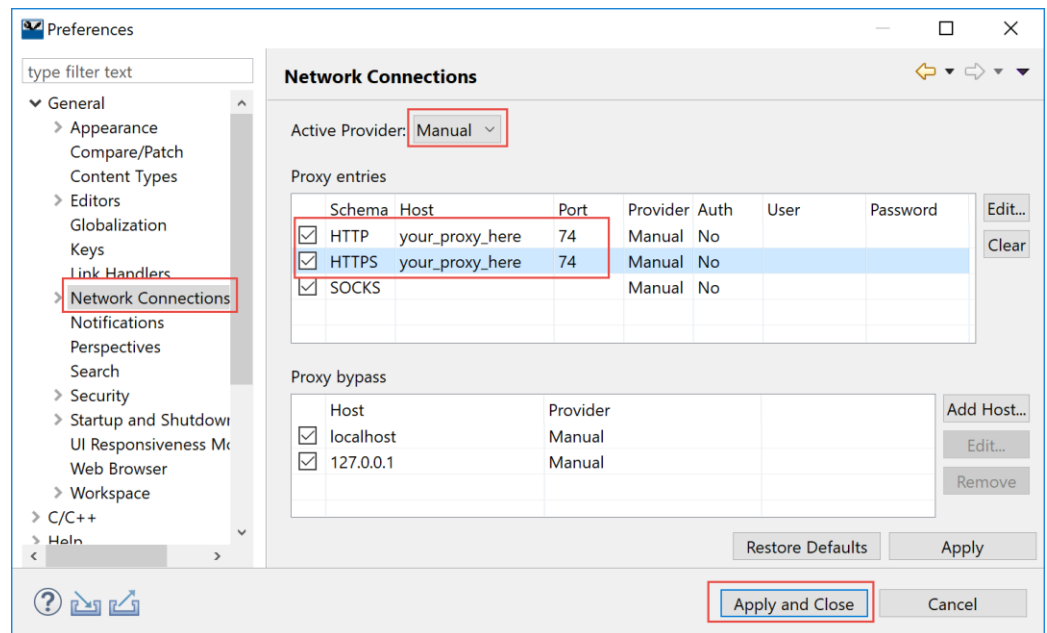 Preferences
type filter text
General
Appearance
Compare/Patch
Content Types
Editors
Globalization
Keys
Link Handlers
Network Connections
Notifications
Perspectives
Search
Security
Startup and Shutdown
UI Responsiveness Mo
Web Browser
Workspace
C/C++
Help
Network Connections
Active Provider: Manual
Proxy entries
Schema Host Port Provider Auth User Password
HTTP your_proxy_here 74 Manual No
HTTPS your_proxy_here 74 Manual No
SOCKS Manual No
Edit...
Clear
Proxy bypass
Host Provider
localhost Manual
127.0.0.1 Manual
Add Host...
Edit...
Remove
Restore Defaults Apply
Apply and Close Cancel